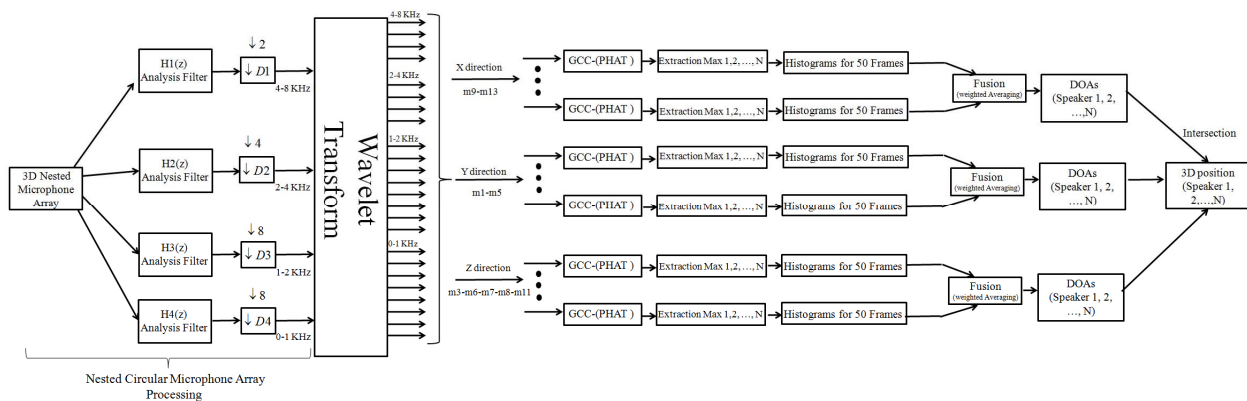 3D Nested
Microphone
Array
H1(z)
Analysis Filter
↓ 2
↓ D1
4-8 KHz
H2(z)
Analysis Filter
↓ 4
↓ D2
2-4 KHz
H3(z)
Analysis Filter
↓ 8
↓ D3
1-2 KHz
H4(z)
Analysis Filter
↓ 8
↓ D4
0-1 KHz
Nested Circular Microphone Array
Processing
Wavelet
Transform
4-8 KHz
2-4 KHz
1-2 KHz
0-1 KHz
X direction
m9-m13
GCC-(PHAT )
Extraction Max 1,2, …, N
Histograms for 50 Frames
GCC-(PHAT )
Extraction Max 1,2, …, N
Histograms for 50 Frames
Fusion
(weighted Averaging)
DOAs
(Speaker 1, 2,
…,N)
Y direction
m1-m5
GCC-(PHAT )
Extraction Max 1,2, …, N
Histograms for 50 Frames
GCC-(PHAT )
Extraction Max 1,2, …, N
Histograms for 50 Frames
Fusion
(weighted Averaging)
DOAs
(Speaker 1, 2,
…, N)
Z direction
m3-m6-m7-m8-m11
GCC-(PHAT )
Extraction Max 1,2, …, N
Histograms for 50 Frames
GCC-(PHAT )
Extraction Max 1,2, …, N
Histograms for 50 Frames
Fusion
(weighted Averaging)
DOAs
(Speaker 1, 2,
…, N)
Intersection
3D position
(Speaker 1,
2,…,N)